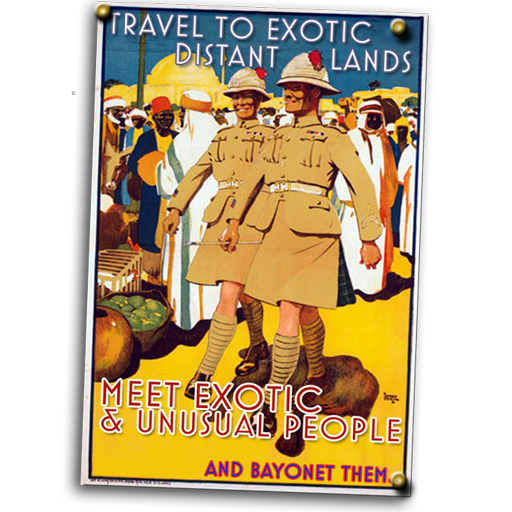 TRAVEL TO EXOTIC
DISTANT LANDS
MEET EXOTIC
& UNUSUAL PEOPLE
AND BAYONET THEM.